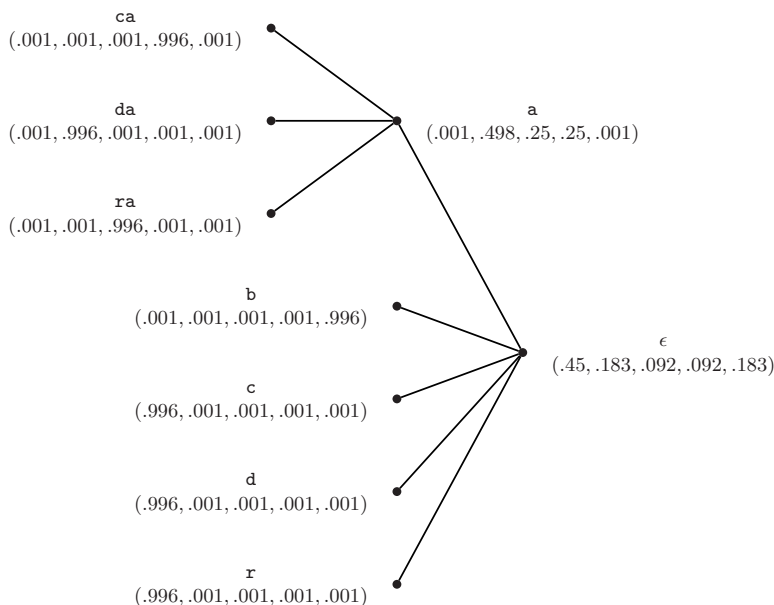 ca
(.001, .001, .001, .996, .001)
da
(.001, .996, .001, .001, .001)
a
(.001, .498, .25, .25, .001)
ra
(.001, .001, .996, .001, .001)
b
(.001, .001, .001, .001, .996)
ϵ
(.45, .183, .092, .092, .183)
c
(.996, .001, .001, .001, .001)
d
(.996, .001, .001, .001, .001)
r
(.996, .001, .001, .001, .001)